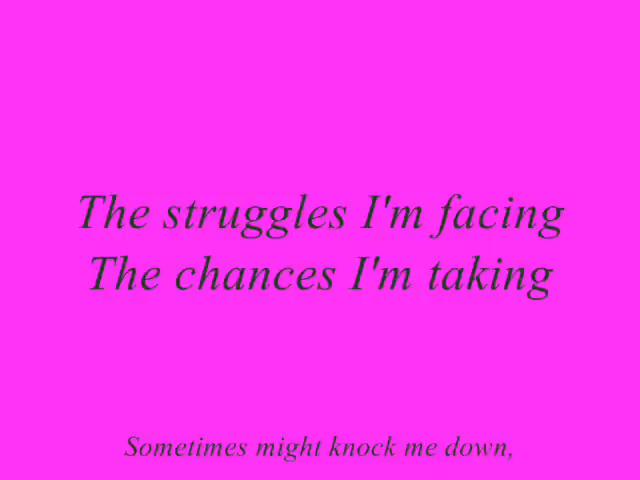 The struggles I'm facing
The chances I'm taking
Sometimes might knock me down,